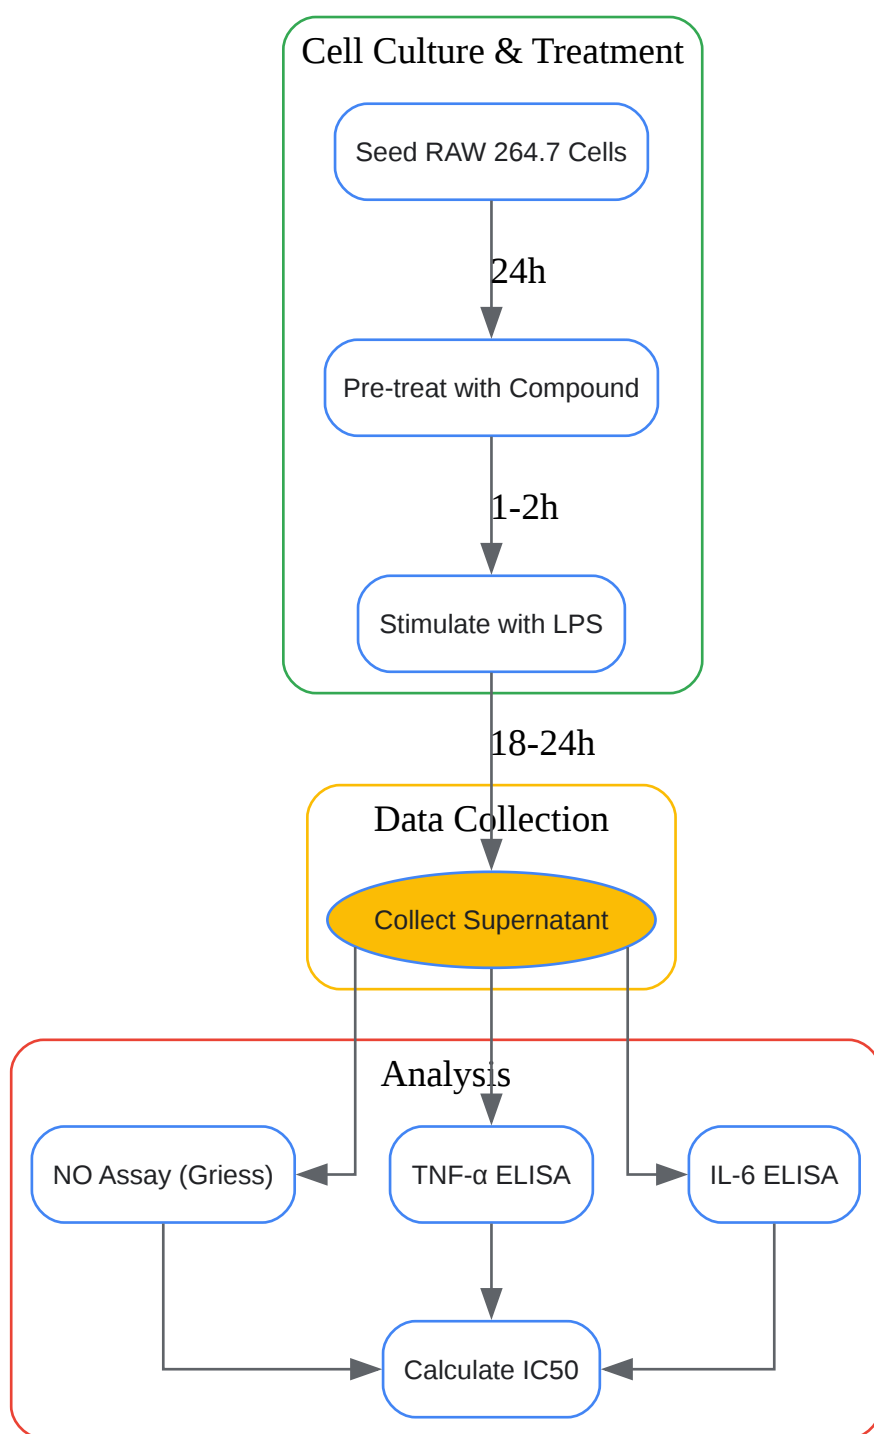 Cell Culture & Treatment
Seed RAW 264.7 Cells
24h
Pre-treat with Compound
1-2h
Stimulate with LPS
18-24h
Data Collection
Collect Supernatant
Analysis
NO Assay (Griess)
TNF-α ELISA
IL-6 ELISA
Calculate IC50